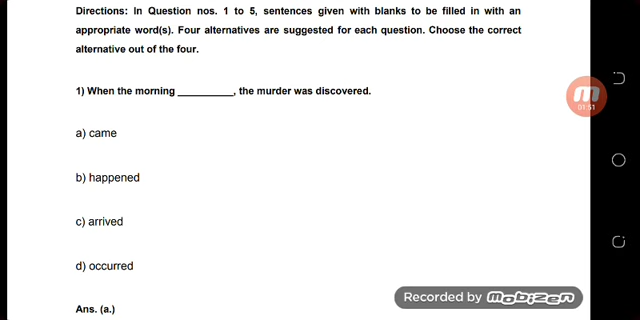 Directions: In Question nos. 1 to 5, sentences given with blanks to be filled in with an
appropriate word(s). Four alternatives are suggested for each question. Choose the correct
alternative out of the four.
1) When the morning __________, the murder was discovered.
a) came
b) happened
c) arrived
d) occurred
Ans. (a.)
01:51
Recorded by mobizen